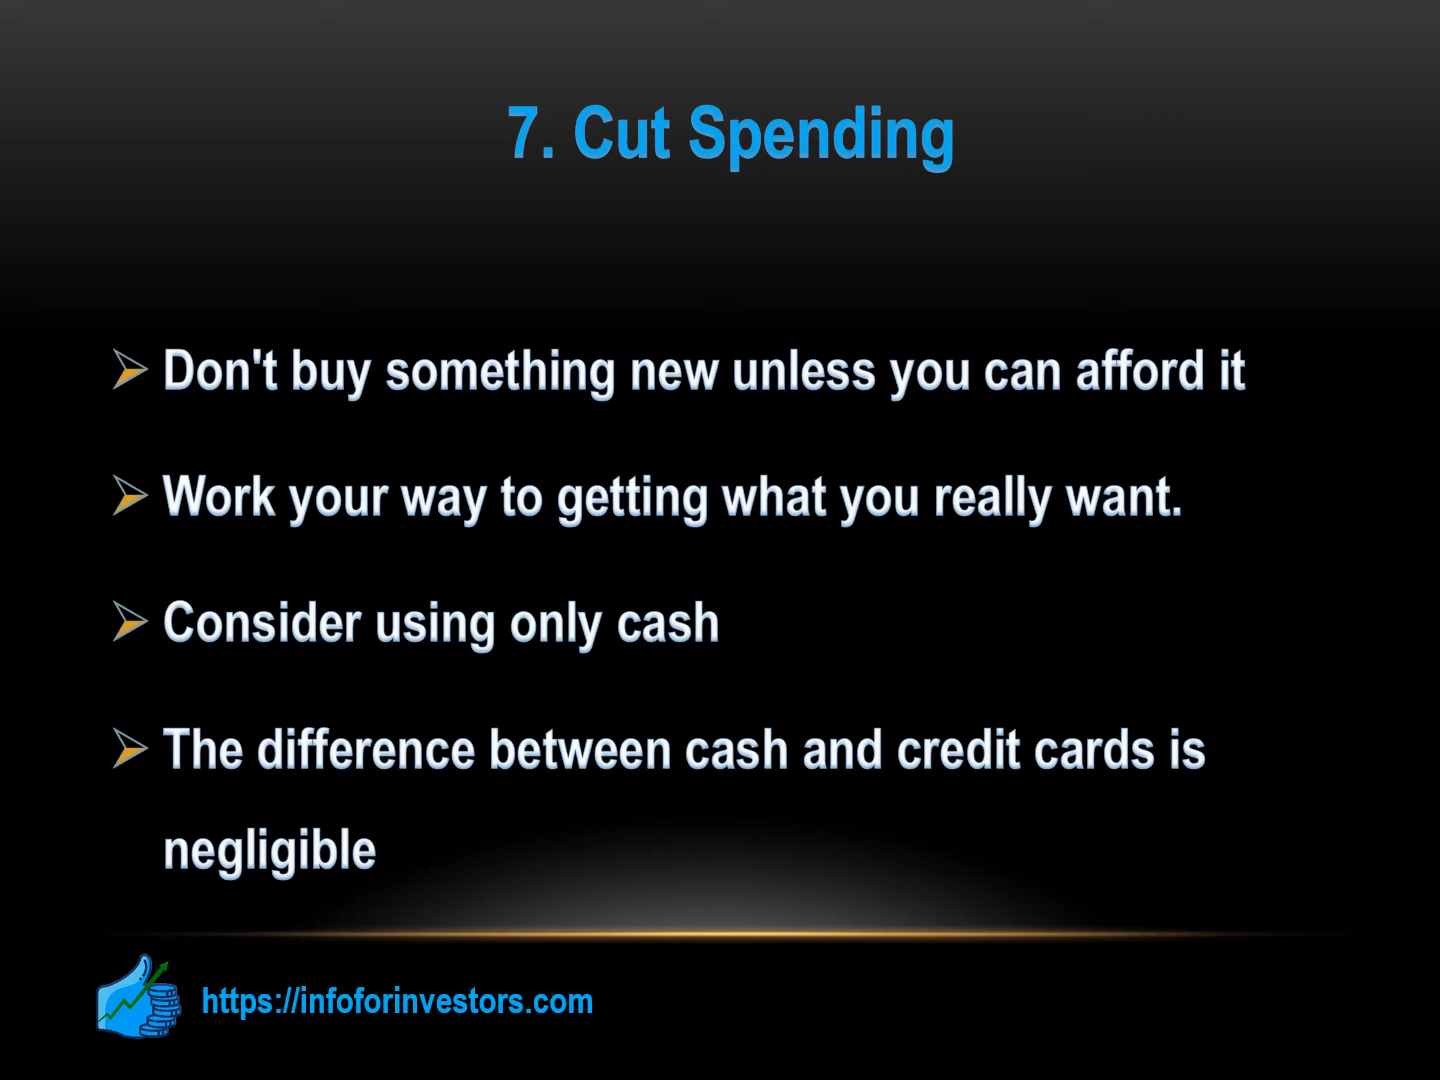 7. Cut Spending
Don't buy something new unless you can afford it
Work your way to getting what you really want.
Consider using only cash
The difference between cash and credit cards is
negligible
https://infoforinvestors.com